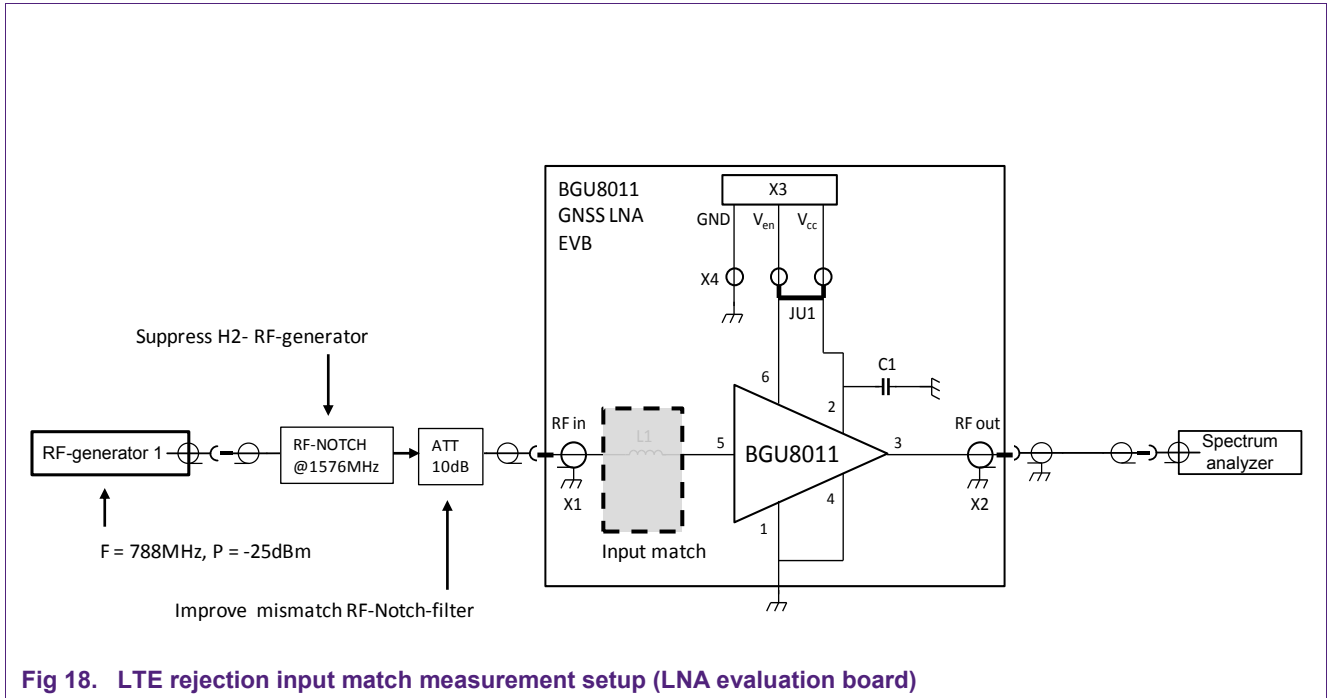 BGU8011
GNSS LNA
EVB
X3
GND
Ven
Vcc
X4
JU1
C1
6
2
Suppress H2- RF-generator
RF-generator 1
RF-NOTCH
@1576MHz
ATT
10dB
RF in
X1
L1
5
BGU8011
3
4
1
RF out
X2
Spectrum
analyzer
Input match
F = 788MHz, P = -25dBm
Improve mismatch RF-Notch-filter
Fig 18. LTE rejection input match measurement setup (LNA evaluation board)